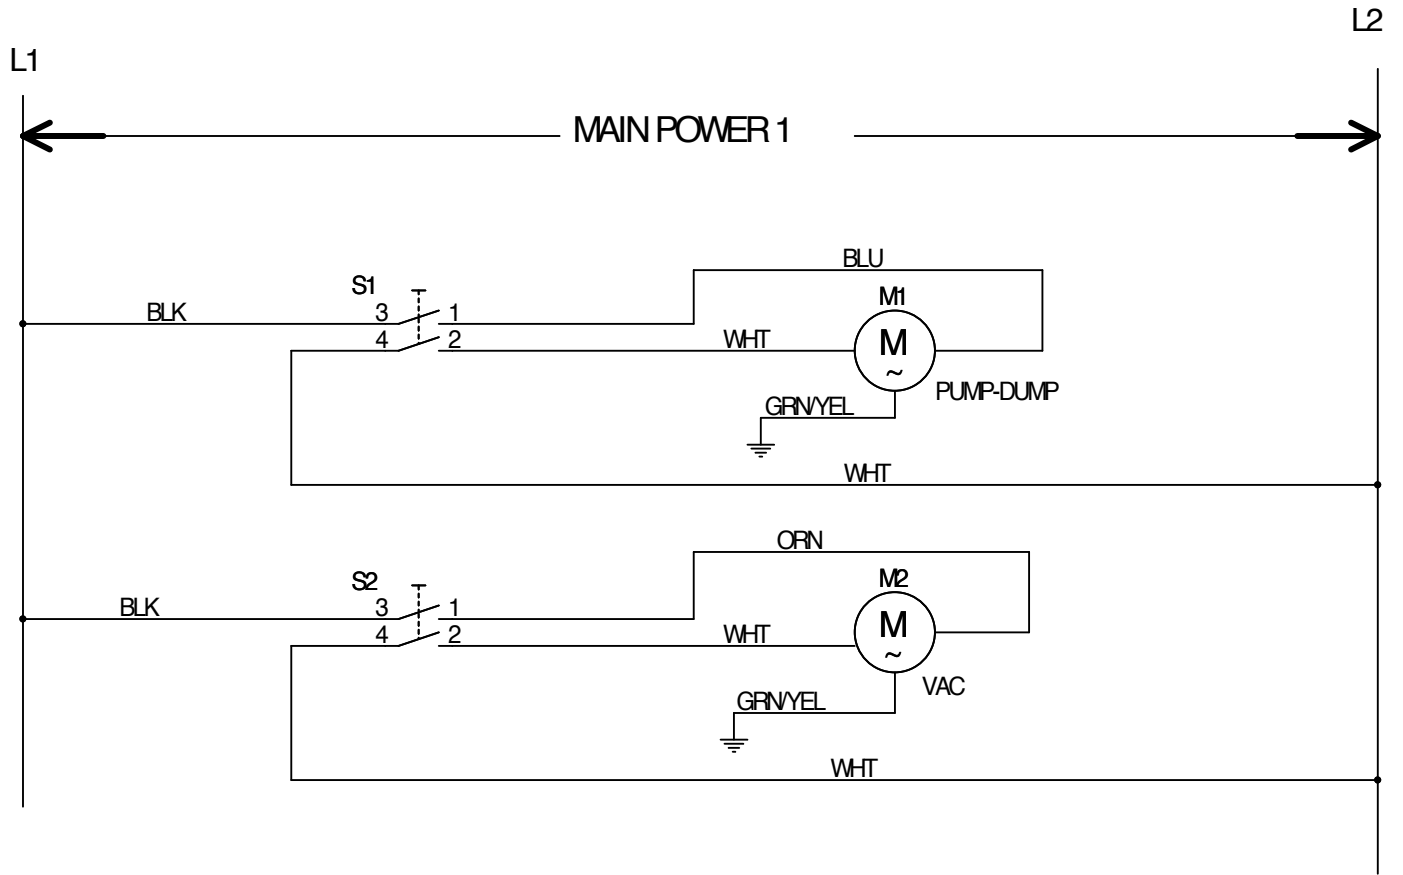 L2
L1
MAIN POWER 1
BLU
S1
M1
BLK
3
1
4
2
WHT
M
~
PUMP-DUMP
GRN/YEL
WHT
ORN
S2
M2
BLK
3
1
4
2
WHT
M
~
VAC
GRN/YEL
WHT